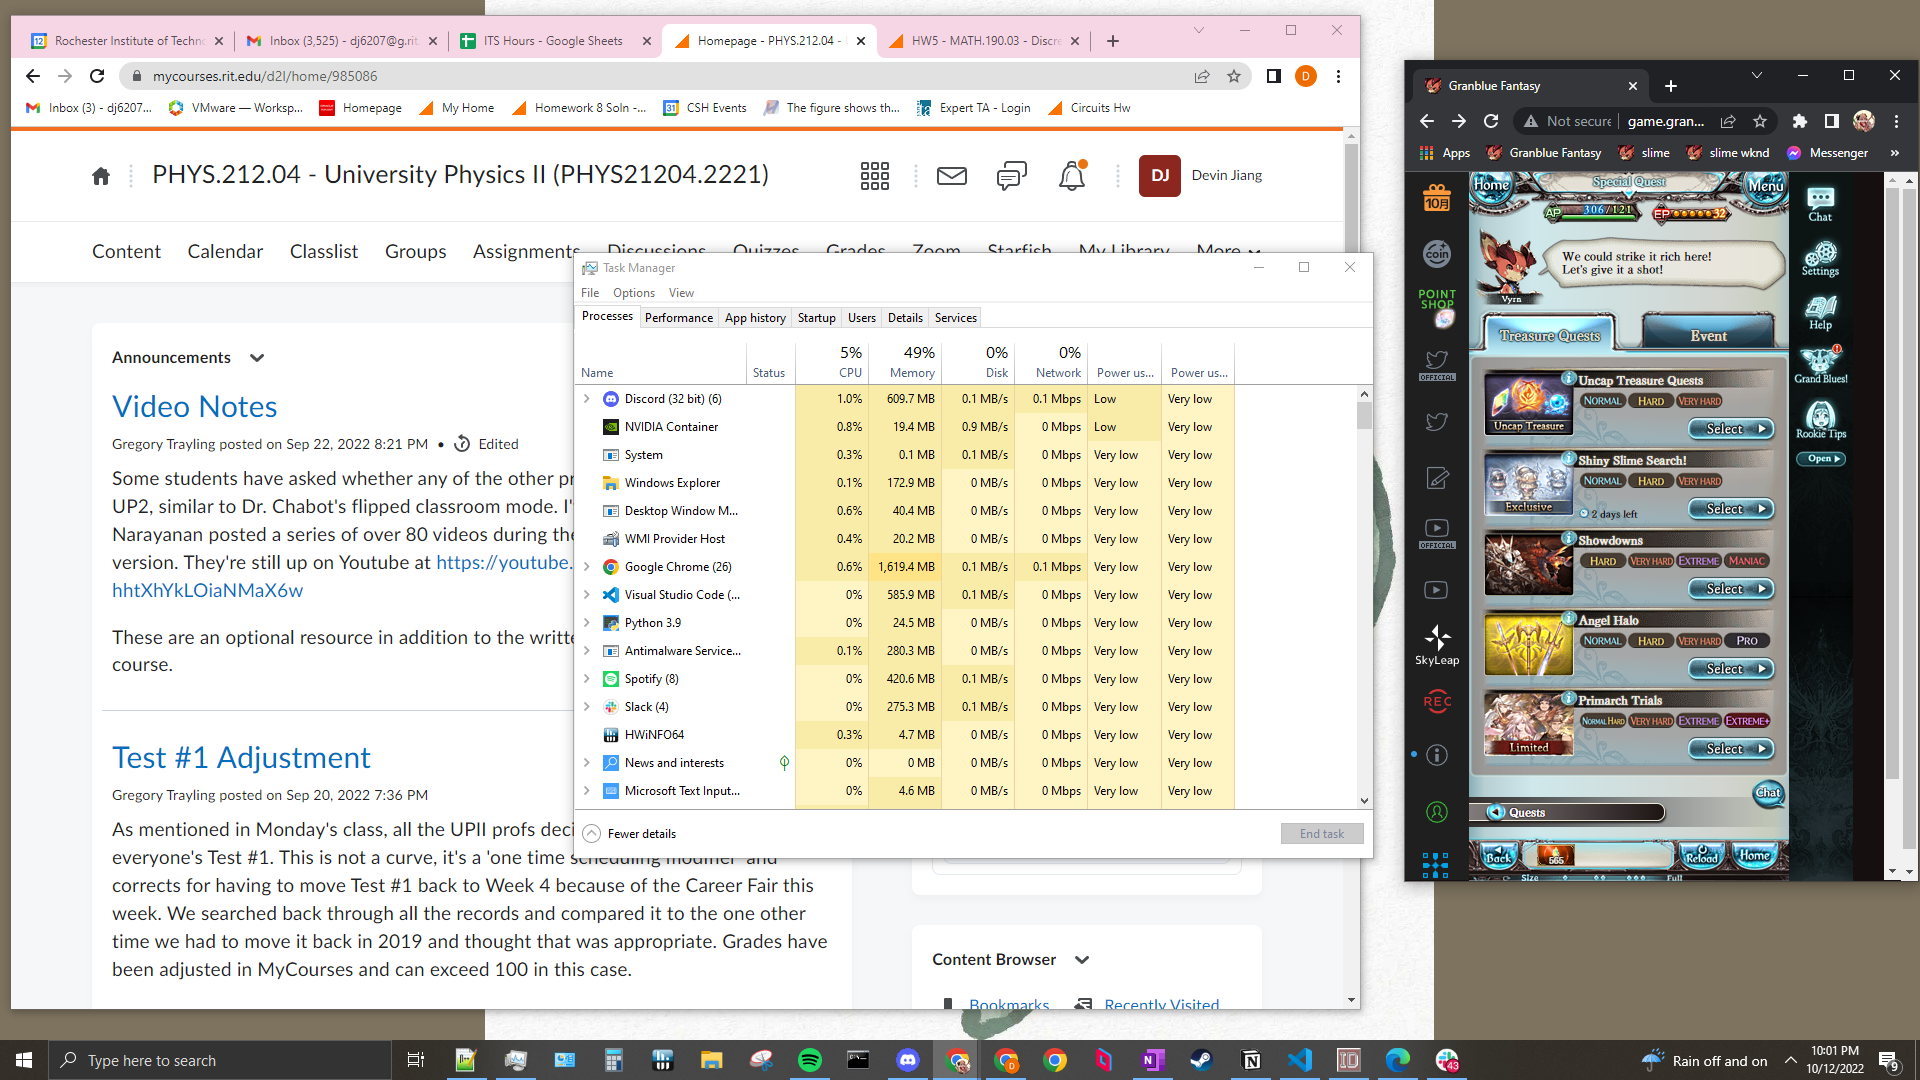 Rochester Institute of Techno
Inbox (3,525) - dj6207@g.rit
ITS Hours - Google Sheets
Homepage - PHYS.212.04 -
HW5 - MATH.190.03 - Discre
mycourses.rit.edu/d2l/home/985086
D
Inbox (3) - dj6207...
VMware — Worksp...
Homepage
My Home
Homework 8 Soln -...
CSH Events
The figure shows th...
Expert TA - Login
Circuits Hw
PHYS.212.04 - University Physics II (PHYS21204.2221)
DJ
Devin Jiang
Content
Calendar
Classlist
Groups
Assignments
Discussions
Quizzes
Grades
Zoom
Starfish
My Library
More
Announcements
Video Notes
Gregory Trayling posted on Sep 22, 2022 8:21 PM • Edited
Some students have asked whether any of the other pr
UP2, similar to Dr. Chabot's flipped classroom mode. I'
Narayanan posted a series of over 80 videos during the
version. They're still up on Youtube at https://youtube.
hhtXhYkLOiaNMaX6w
These are an optional resource in addition to the writte
course.
Test #1 Adjustment
Gregory Trayling posted on Sep 20, 2022 7:36 PM
As mentioned in Monday's class, all the UPII profs deci
everyone's Test #1. This is not a curve, it's a 'one time scheduling modifier' and
corrects for having to move Test #1 back to Week 4 because of the Career Fair this
week. We searched back through all the records and compared it to the one other
time we had to move it back in 2019 and thought that was appropriate. Grades have
been adjusted in MyCourses and can exceed 100 in this case.
Content Browser
Bookmarks
Recently Visited
Task Manager
File Options View
Processes Performance App history Startup Users Details Services
5% 49% 0% 0%
Name Status CPU Memory Disk Network Power us... Power us...
Discord (32 bit) (6) 1.0% 609.7 MB 0.1 MB/s 0.1 Mbps Low Very low
NVIDIA Container 0.8% 19.4 MB 0.9 MB/s 0 Mbps Low Very low
System 0.3% 0.1 MB 0.1 MB/s 0 Mbps Very low Very low
Windows Explorer 0.1% 172.9 MB 0 MB/s 0 Mbps Very low Very low
Desktop Window M... 0.6% 40.4 MB 0 MB/s 0 Mbps Very low Very low
WMI Provider Host 0.4% 20.2 MB 0 MB/s 0 Mbps Very low Very low
Google Chrome (26) 0.6% 1,619.4 MB 0.1 MB/s 0.1 Mbps Very low Very low
Visual Studio Code (... 0% 585.9 MB 0.1 MB/s 0 Mbps Very low Very low
Python 3.9 0% 24.5 MB 0 MB/s 0 Mbps Very low Very low
Antimalware Service... 0.1% 280.3 MB 0 MB/s 0 Mbps Very low Very low
Spotify (8) 0% 420.6 MB 0.1 MB/s 0 Mbps Very low Very low
Slack (4) 0% 275.3 MB 0.1 MB/s 0 Mbps Very low Very low
HWiNFO64 0.3% 4.7 MB 0 MB/s 0 Mbps Very low Very low
News and interests 0% 0 MB 0 MB/s 0 Mbps Very low Very low
Microsoft Text Input... 0% 4.6 MB 0 MB/s 0 Mbps Very low Very low
Fewer details
End task
Granblue Fantasy
Not secure
game.gran...
Apps
Granblue Fantasy
slime
slime wknd
Messenger
»
10月
coin
POINT
SHOP
OFFICIAL
OFFICIAL
SkyLeap
REC
Home
Special Quest
Menu
AP 306/121
EP 32
We could strike it rich here!
Let's give it a shot!
Vyrn
Treasure Quests
Event
Uncap Treasure Quests
NORMAL HARD VERY HARD
Uncap Treasure
Select
Shiny Slime Search!
NORMAL HARD VERY HARD
Exclusive
2 days left
Select
Showdowns
HARD VERY HARD EXTREME MANIAC
Select
Angel Halo
NORMAL HARD VERY HARD PRO
Select
Primarch Trials
NORMAL HARD VERY HARD EXTREME EXTREME+
Limited
Select
Chat
Quests
Back
565
Reload
Home
Size
Full
Chat
Settings
Help
Grand Blues!
Rookie Tips
Open
Type here to search
43
Rain off and on
10:01 PM
10/12/2022
9